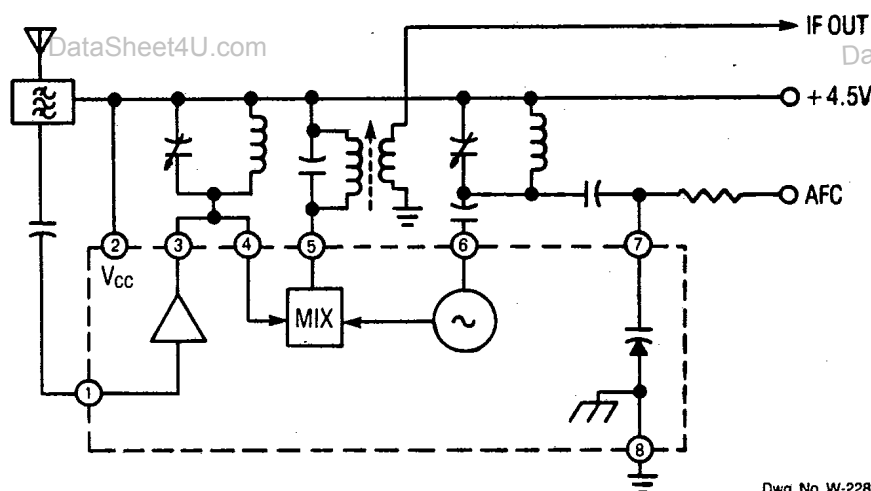 IF OUT
DataSheet4U.com
Da
+ 4.5V
AFC
2
3
4
5
6
7
VCC
MIX
1
8
Dwg. No. W-228